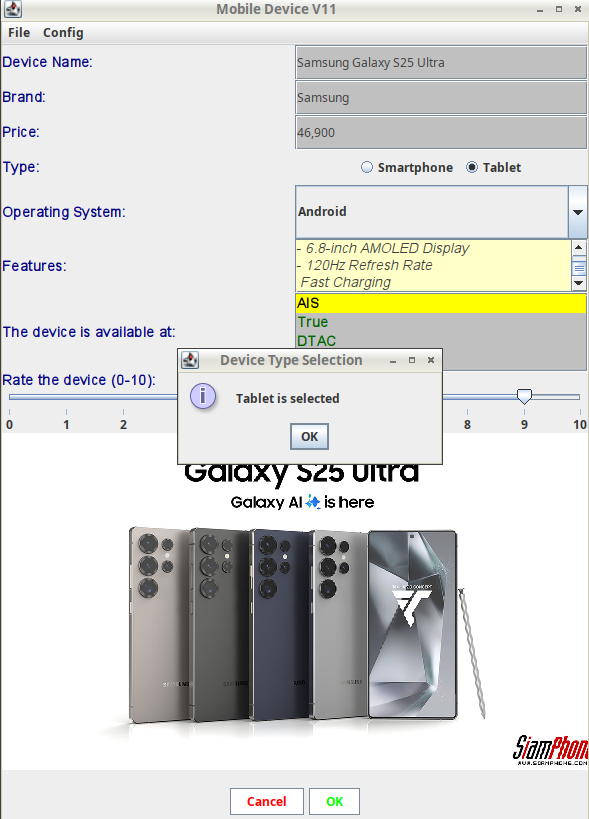 Mobile Device V11
File Config
Device Name: Samsung Galaxy S25 Ultra
Brand: Samsung
Price: 46,900
Type: Smartphone Tablet
Operating System: Android
Features:
- 6.8-inch AMOLED Display
- 120Hz Refresh Rate
Fast Charging
The device is available at:
AIS
True
DTAC
Device Type Selection
Tablet is selected
OK
Rate the device (0-10):
0 1 2 8 9 10
Galaxy S25 Ultra
Galaxy AI is here
SAMSUNG
SiamPhone
www.siamphone.com
Cancel OK